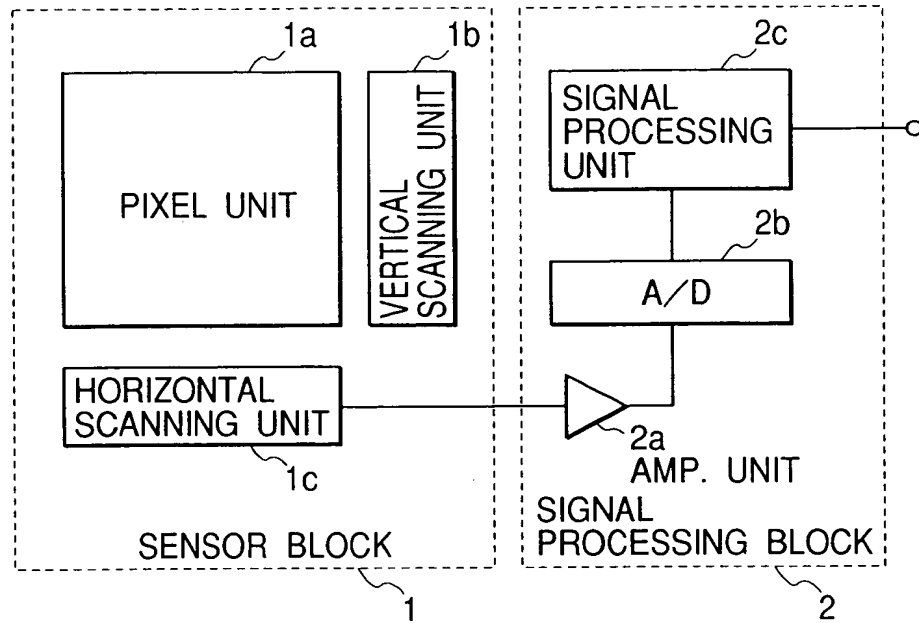 1a
1b
PIXEL UNIT
VERTICAL
SCANNING UNIT
HORIZONTAL
SCANNING UNIT
1c
SENSOR BLOCK
1
2c
SIGNAL
PROCESSING
UNIT
2b
A/D
2a
AMP. UNIT
SIGNAL
PROCESSING BLOCK
2